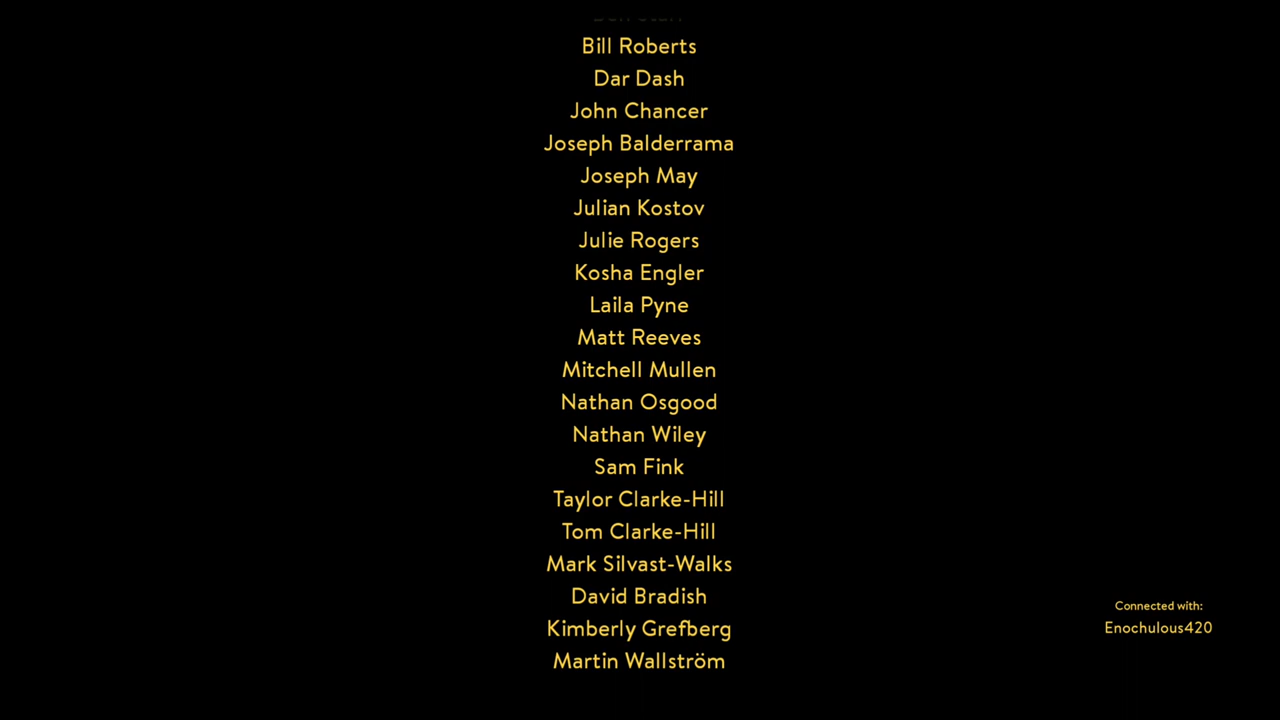 Bill Roberts
Dar Dash
John Chancer
Joseph Balderrama
Joseph May
Julian Kostov
Julie Rogers
Kosha Engler
Laila Pyne
Matt Reeves
Mitchell Mullen
Nathan Osgood
Nathan Wiley
Sam Fink
Taylor Clarke-Hill
Tom Clarke-Hill
Mark Silvast-Walks
David Bradish
Kimberly Grefberg
Martin Wallström
Connected with:
Enochulous420